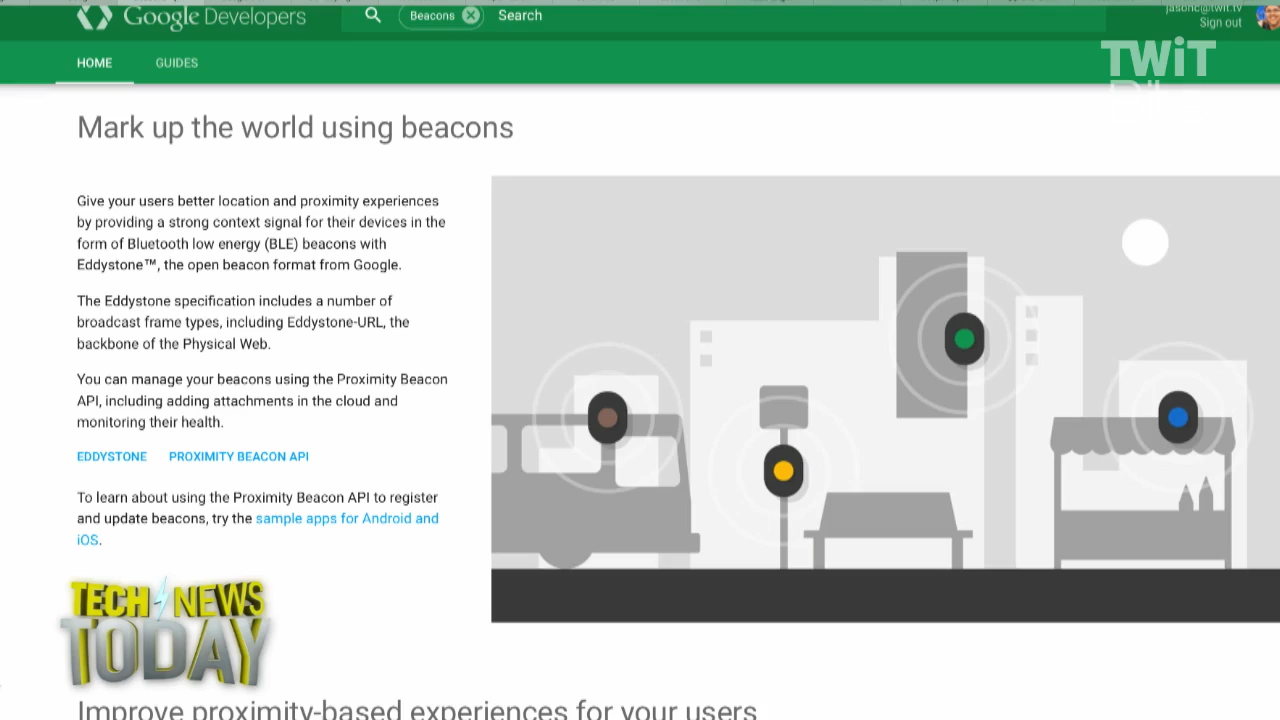 Google Developers
Beacons
Search
jasonc@twit.tv
Sign out
HOME
GUIDES
TWiT
Mark up the world using beacons
Give your users better location and proximity experiences
by providing a strong context signal for their devices in the
form of Bluetooth low energy (BLE) beacons with
Eddystone™, the open beacon format from Google.
The Eddystone specification includes a number of
broadcast frame types, including Eddystone-URL, the
backbone of the Physical Web.
You can manage your beacons using the Proximity Beacon
API, including adding attachments in the cloud and
monitoring their health.
EDDYSTONE
PROXIMITY BEACON API
To learn about using the Proximity Beacon API to register
and update beacons, try the sample apps for Android and
iOS.
TECH NEWS
TODAY
Improve proximity-based experiences for your users